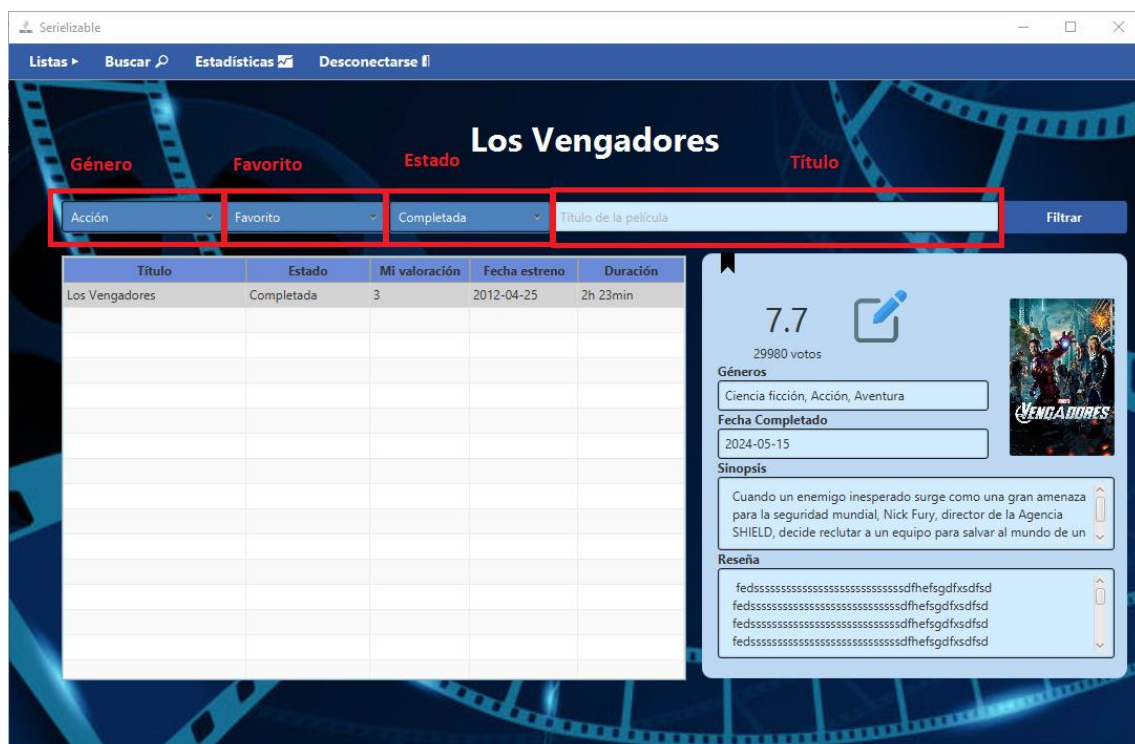 Serielizable
Listas Buscar Estadísticas Desconectarse
Los Vengadores
Género Favorito Estado Título
Acción Favorito Completada Título de la película Filtrar
Título Estado Mi valoración Fecha estreno Duración
Los Vengadores Completada 3 2012-04-25 2h 23min
7.7
29980 votos
Géneros
Ciencia ficción, Acción, Aventura
VENGADORES
Fecha Completado
2024-05-15
Sinopsis
Cuando un enemigo inesperado surge como una gran amenaza
para la seguridad mundial, Nick Fury, director de la Agencia
SHIELD, decide reclutar a un equipo para salvar al mundo de un
Reseña
fedsssssssssssssssssssssssssssssdfhefsgdfxsdfsd
fedsssssssssssssssssssssssssssssdfhefsgdfxsdfsd
fedsssssssssssssssssssssssssssssdfhefsgdfxsdfsd
fedsssssssssssssssssssssssssssssdfhefsgdfxsdfsd